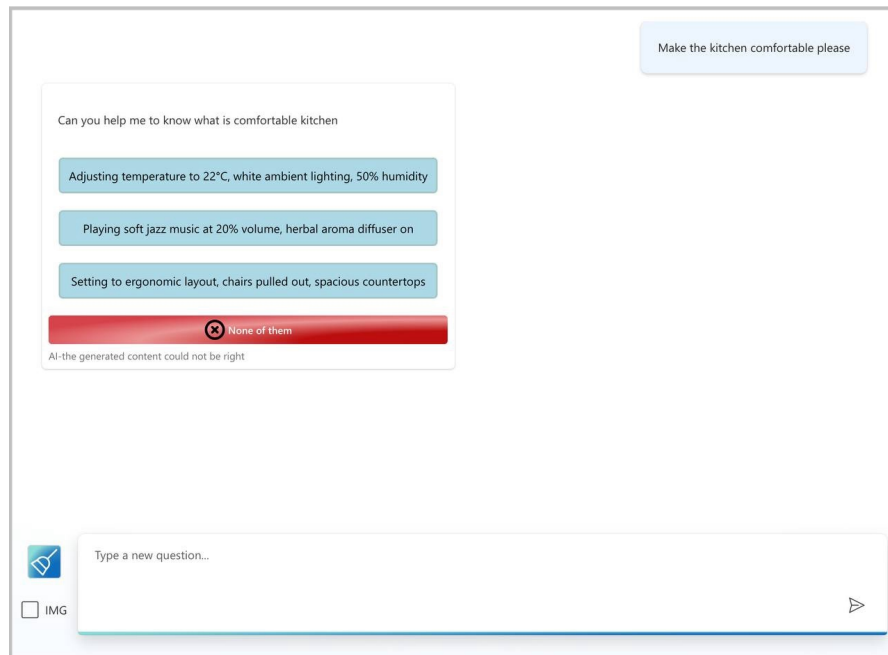 Make the kitchen comfortable please
Can you help me to know what is comfortable kitchen
Adjusting temperature to 22°C, white ambient lighting, 50% humidity
Playing soft jazz music at 20% volume, herbal aroma diffuser on
Setting to ergonomic layout, chairs pulled out, spacious countertops
None of them
AI-the generated content could not be right
Type a new question...
IMG